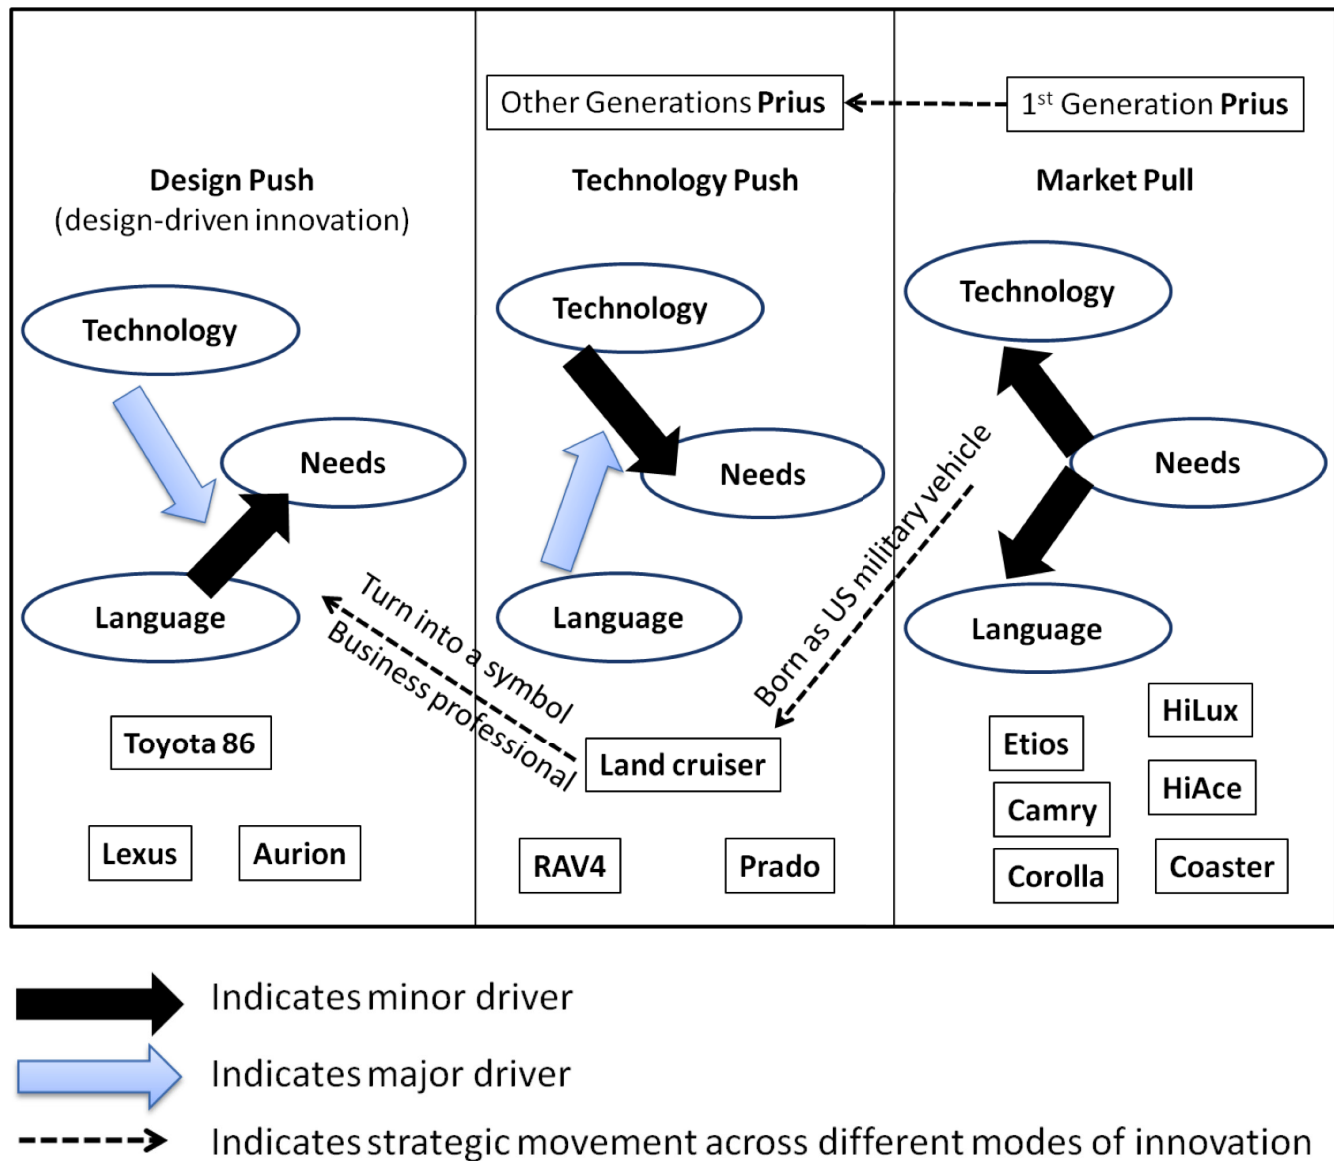 Other Generations Prius
1st Generation Prius
Design Push
(design-driven innovation)
Technology
Needs
Language
Toyota 86
Lexus
Aurion
Technology Push
Technology
Needs
Language
Turn into a symbol
Business professional
Born as US military vehicle
Land cruiser
RAV4
Prado
Market Pull
Technology
Needs
Language
Etios
HiLux
Camry
HiAce
Corolla
Coaster
Indicates minor driver
Indicates major driver
Indicates strategic movement across different modes of innovation